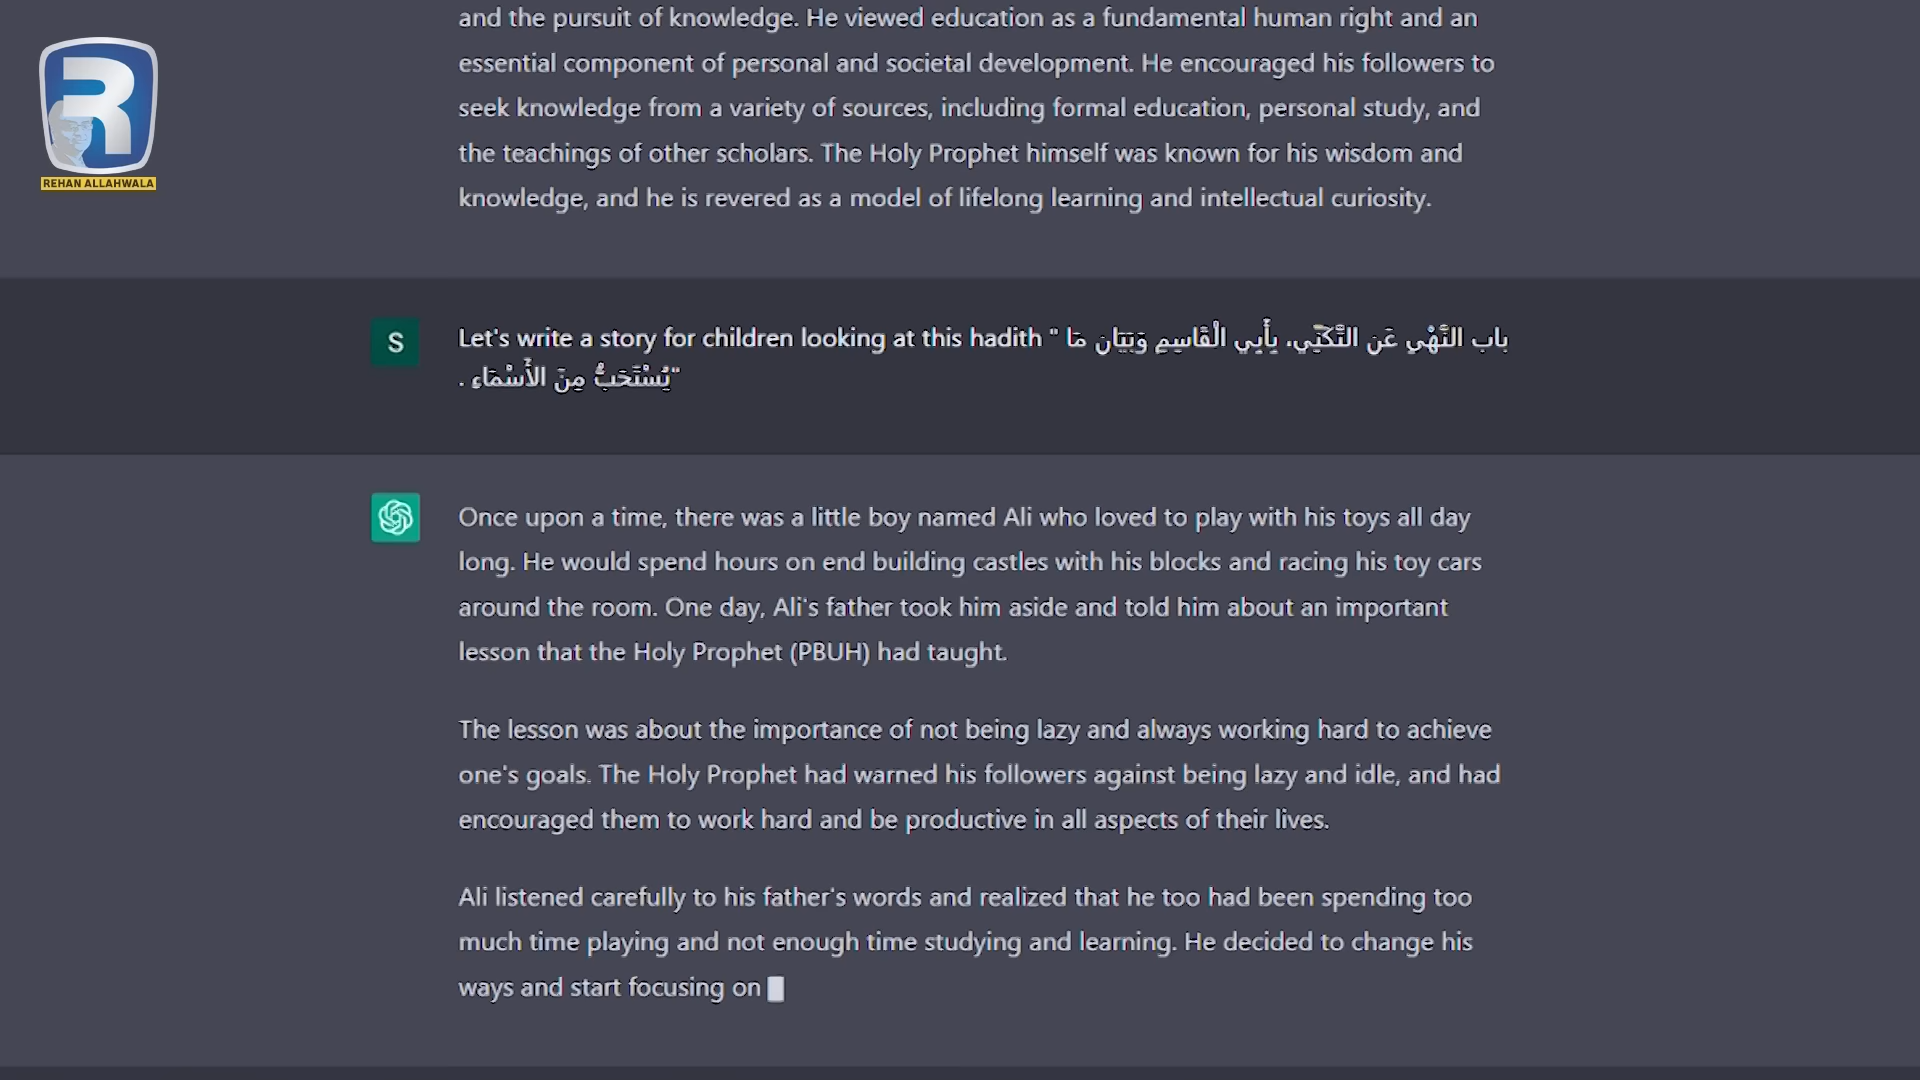 and the pursuit of knowledge. He viewed education as a fundamental human right and an
essential component of personal and societal development. He encouraged his followers to
seek knowledge from a variety of sources, including formal education, personal study, and
the teachings of other scholars. The Holy Prophet himself was known for his wisdom and
knowledge, and he is revered as a model of lifelong learning and intellectual curiosity.
R
REHAN ALLAHWALA
S
Let's write a story for children looking at this hadith " باب النَّهْىِ عَنِ التَّكَنِّي، بِأَبِي الْقَاسِمِ وَبَيَانِ مَا
يُسْتَحَبُّ مِنَ الأَسْمَاءِ ‏.‏"
Once upon a time, there was a little boy named Ali who loved to play with his toys all day
long. He would spend hours on end building castles with his blocks and racing his toy cars
around the room. One day, Ali's father took him aside and told him about an important
lesson that the Holy Prophet (PBUH) had taught.
The lesson was about the importance of not being lazy and always working hard to achieve
one's goals. The Holy Prophet had warned his followers against being lazy and idle, and had
encouraged them to work hard and be productive in all aspects of their lives.
Ali listened carefully to his father's words and realized that he too had been spending too
much time playing and not enough time studying and learning. He decided to change his
ways and start focusing on